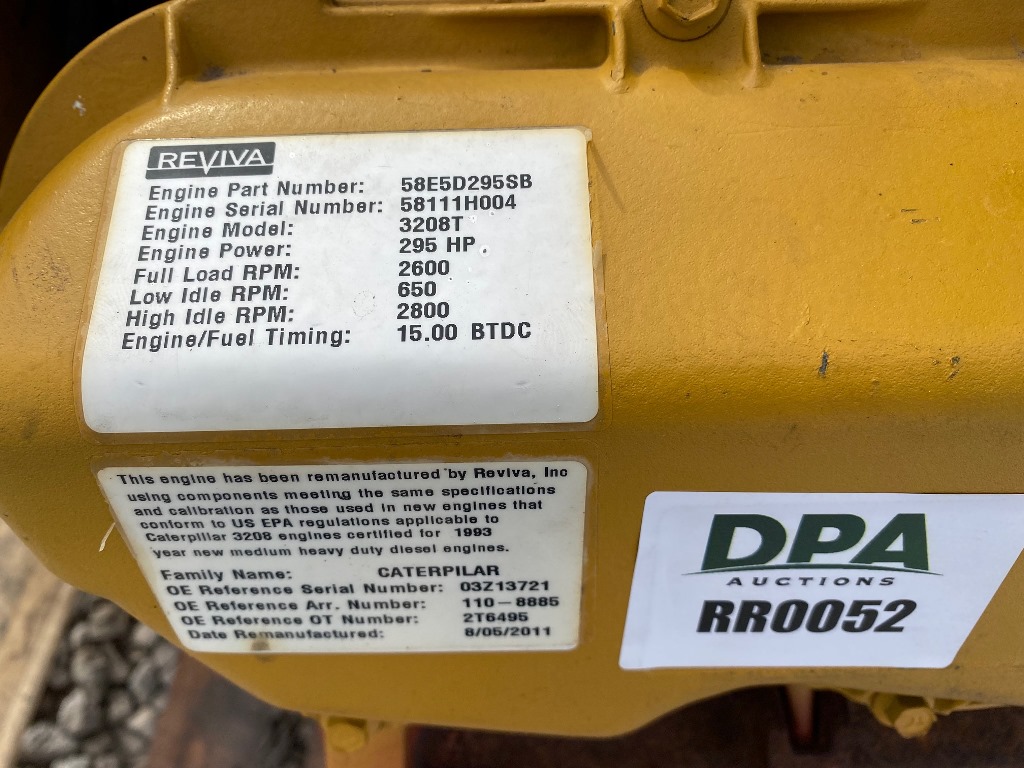 REVIVA
Engine Part Number: 58E5D295SB
Engine Serial Number: 58111H004
Engine Model: 3208T
Engine Power: 295 HP
Full Load RPM: 2600
Low Idle RPM: 650
High Idle RPM: 2800
Engine/Fuel Timing: 15.00 BTDC
This engine has been remanufactured by Reviva, Inc
using components meeting the same specifications
and calibration as those used in new engines that
conform to US EPA regulations applicable to
Caterpillar 3208 engines certified for 1993
year new medium heavy duty diesel engines.
Family Name: CATERPILAR
OE Reference Serial Number: 03Z13721
OE Reference Arr. Number: 110-8885
OE Reference OT Number: 2T6495
Date Remanufactured: 8/05/2011
DPA
AUCTIONS
RR0052